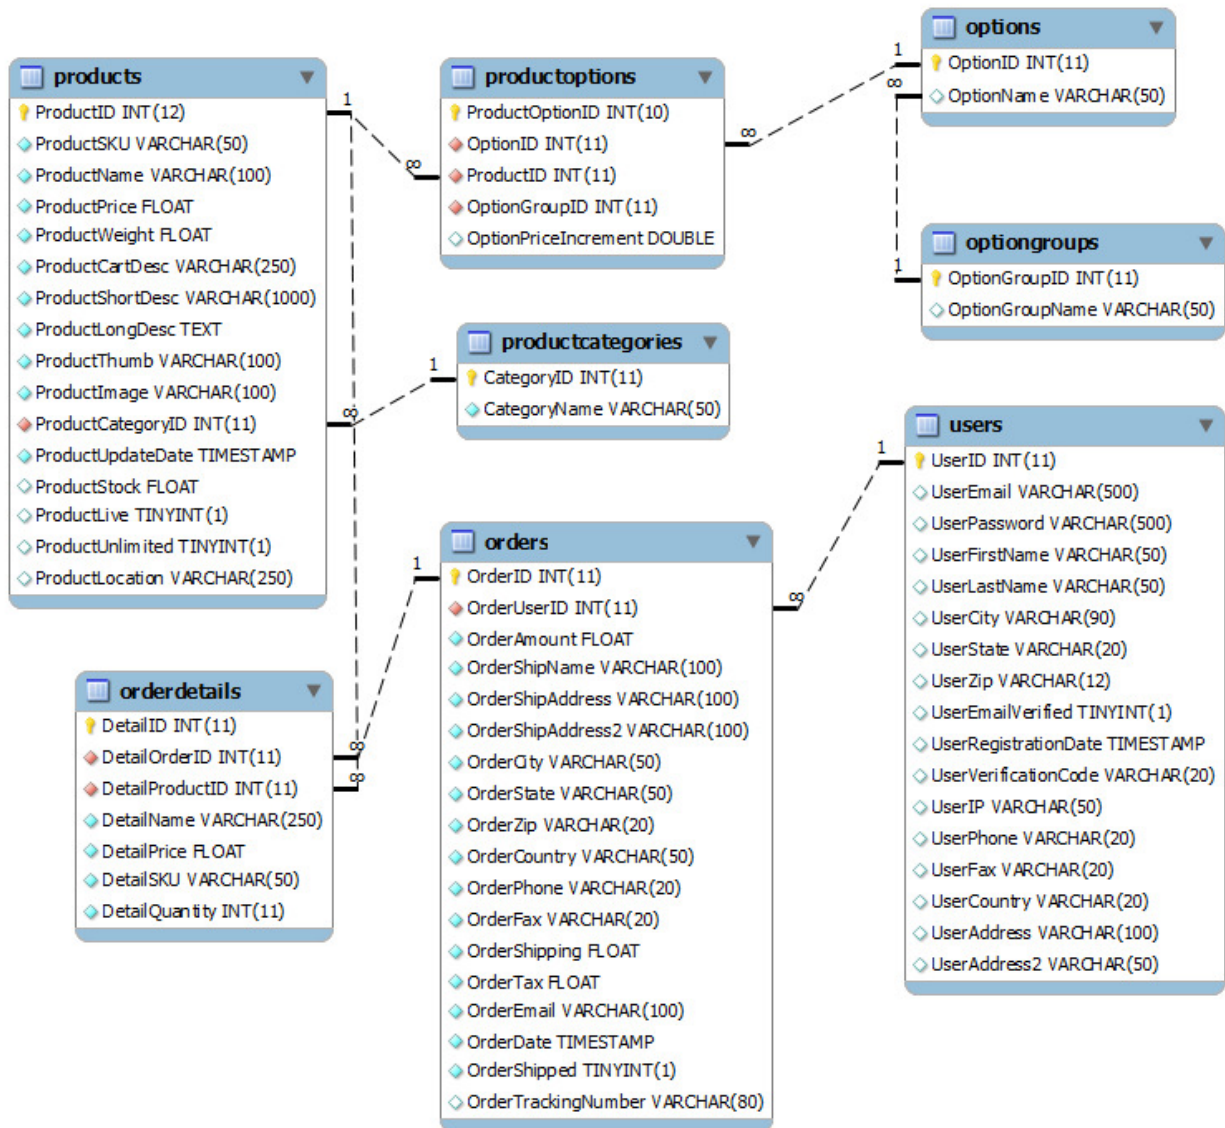 products
ProductID INT(12)
ProductSKU VARCHAR(50)
ProductName VARCHAR(100)
ProductPrice FLOAT
ProductWeight FLOAT
ProductCartDesc VARCHAR(250)
ProductShortDesc VARCHAR(1000)
ProductLongDesc TEXT
ProductThumb VARCHAR(100)
ProductImage VARCHAR(100)
ProductCategoryID INT(11)
ProductUpdateDate TIMESTAMP
ProductStock FLOAT
ProductLive TINYINT(1)
ProductUnlimited TINYINT(1)
ProductLocation VARCHAR(250)
1
∞
∞
productoptions
ProductOptionID INT(10)
OptionID INT(11)
ProductID INT(11)
OptionGroupID INT(11)
OptionPriceIncrement DOUBLE
∞
1
∞
options
OptionID INT(11)
OptionName VARCHAR(50)
1
optiongroups
OptionGroupID INT(11)
OptionGroupName VARCHAR(50)
1
productcategories
CategoryID INT(11)
CategoryName VARCHAR(50)
orderdetails
DetailID INT(11)
DetailOrderID INT(11)
DetailProductID INT(11)
DetailName VARCHAR(250)
DetailPrice FLOAT
DetailSKU VARCHAR(50)
DetailQuantity INT(11)
∞
∞
1
orders
OrderID INT(11)
OrderUserID INT(11)
OrderAmount FLOAT
OrderShipName VARCHAR(100)
OrderShipAddress VARCHAR(100)
OrderShipAddress2 VARCHAR(100)
OrderCity VARCHAR(50)
OrderState VARCHAR(50)
OrderZip VARCHAR(20)
OrderCountry VARCHAR(50)
OrderPhone VARCHAR(20)
OrderFax VARCHAR(20)
OrderShipping FLOAT
OrderTax FLOAT
OrderEmail VARCHAR(100)
OrderDate TIMESTAMP
OrderShipped TINYINT(1)
OrderTrackingNumber VARCHAR(80)
∞
1
users
UserID INT(11)
UserEmail VARCHAR(500)
UserPassword VARCHAR(500)
UserFirstName VARCHAR(50)
UserLastName VARCHAR(50)
UserCity VARCHAR(90)
UserState VARCHAR(20)
UserZip VARCHAR(12)
UserEmailVerified TINYINT(1)
UserRegistrationDate TIMESTAMP
UserVerificationCode VARCHAR(20)
UserIP VARCHAR(50)
UserPhone VARCHAR(20)
UserFax VARCHAR(20)
UserCountry VARCHAR(20)
UserAddress VARCHAR(100)
UserAddress2 VARCHAR(50)